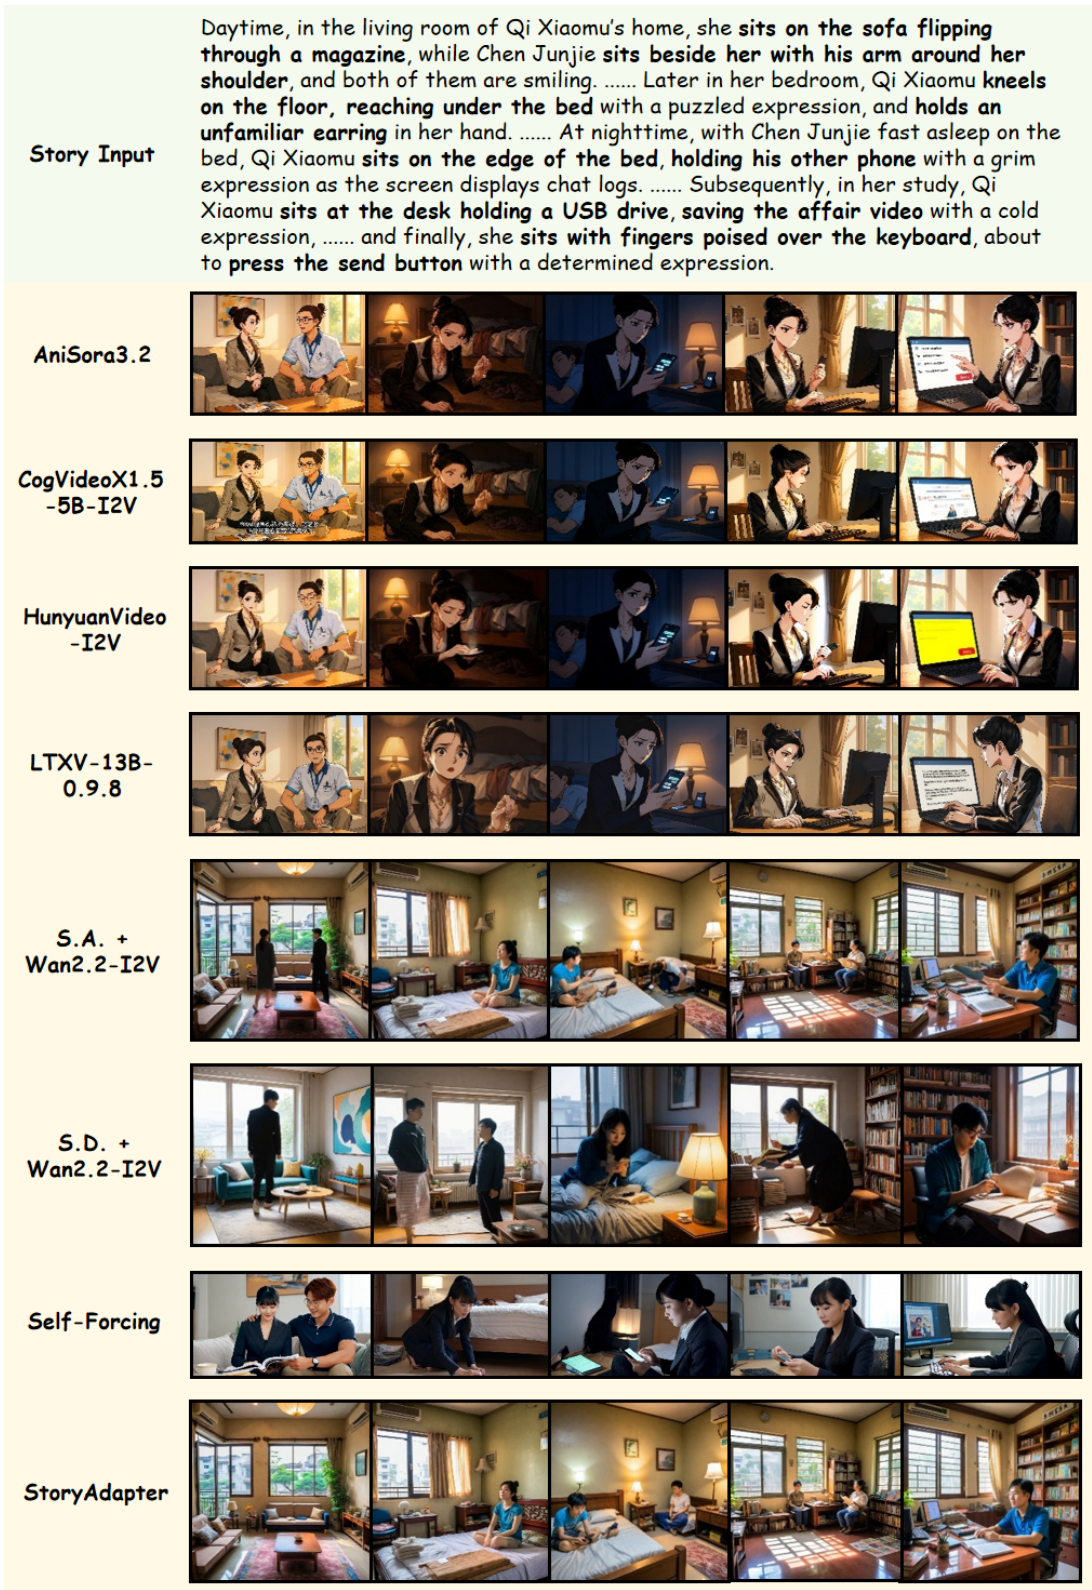 Story Input
Daytime, in the living room of Qi Xiaomu's home, she sits on the sofa flipping
through a magazine, while Chen Junjie sits beside her with his arm around her
shoulder, and both of them are smiling. ...... Later in her bedroom, Qi Xiaomu kneels
on the floor, reaching under the bed with a puzzled expression, and holds an
unfamiliar earring in her hand. ...... At nighttime, with Chen Junjie fast asleep on the
bed, Qi Xiaomu sits on the edge of the bed, holding his other phone with a grim
expression as the screen displays chat logs. ...... Subsequently, in her study, Qi
Xiaomu sits at the desk holding a USB drive, saving the affair video with a cold
expression, ...... and finally, she sits with fingers poised over the keyboard, about
to press the send button with a determined expression.
AniSora3.2
CogVideoX1.5
-5B-I2V
HunyuanVideo
-I2V
LTXV-13B-
0.9.8
S.A. +
Wan2.2-I2V
S.D. +
Wan2.2-I2V
Self-Forcing
StoryAdapter